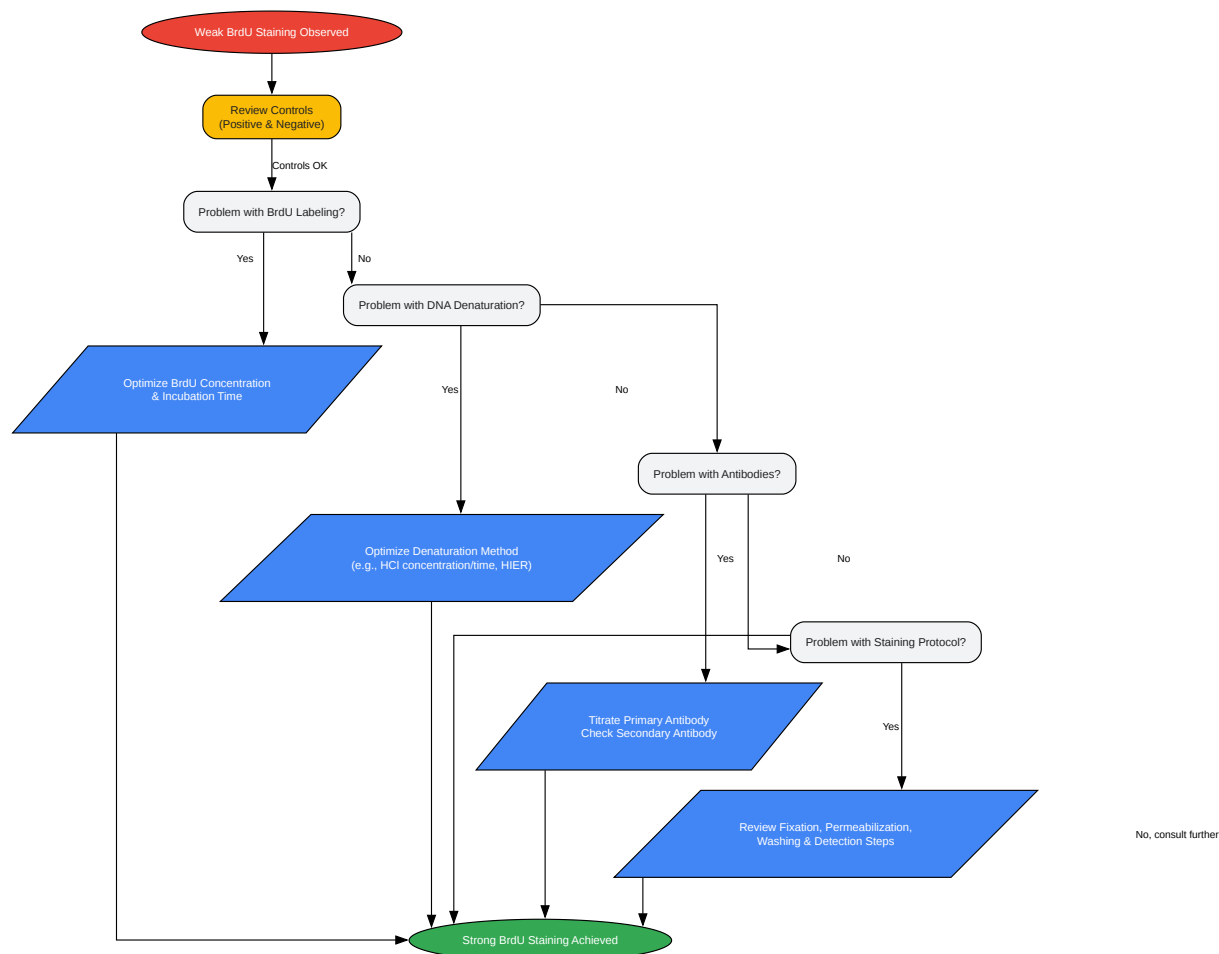 Weak BrdU Staining Observed
Review Controls
(Positive & Negative)
Controls OK
Problem with BrdU Labeling?
Yes
No
Problem with DNA Denaturation?
Optimize BrdU Concentration
& Incubation Time
Yes
No
Problem with Antibodies?
Optimize Denaturation Method
(e.g., HCl concentration/time, HIER)
Yes
No
Problem with Staining Protocol?
Titrate Primary Antibody
Check Secondary Antibody
Yes
Review Fixation, Permeabilization,
Washing & Detection Steps
No, consult further
Strong BrdU Staining Achieved